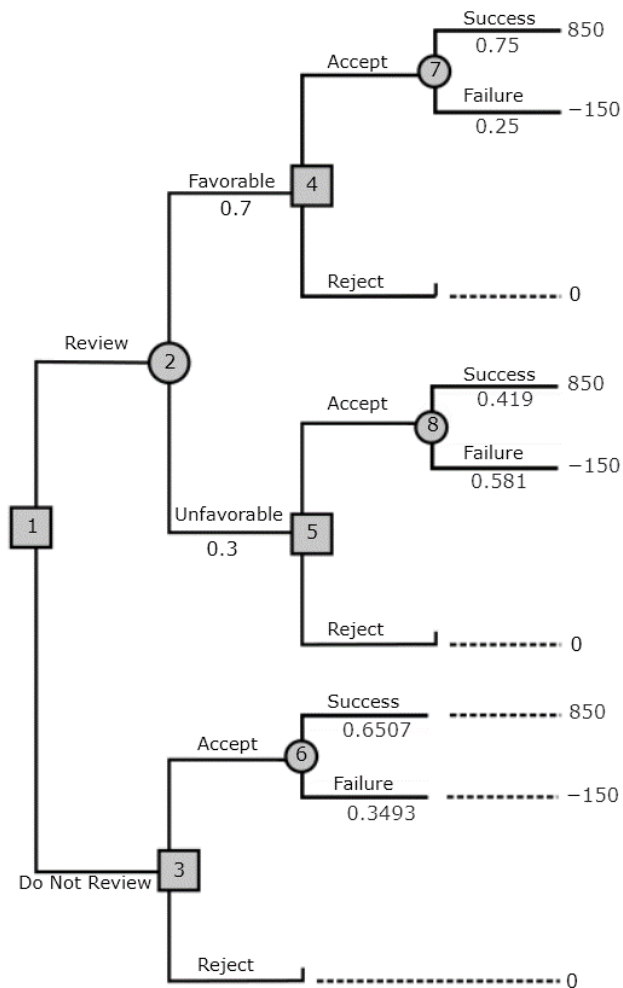 Success
0.75
850
Accept
7
Failure
0.25
−150
Favorable
0.7
4
Reject
0
Review
2
Success
0.419
850
Accept
8
Failure
0.581
−150
Unfavorable
0.3
5
1
Reject
0
Success
0.6507
850
Accept
6
Failure
0.3493
−150
Do Not Review
3
Reject
0